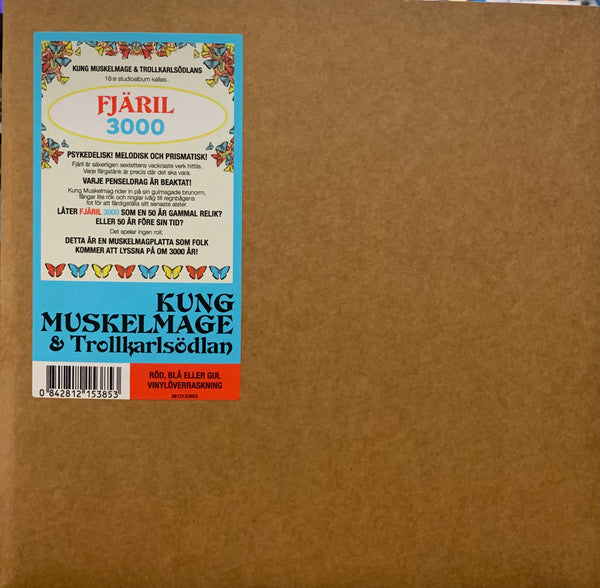 KUNG MUSKELMAGE & TROLLKARLSÖDLANS
18:e studioalbum kallas..
FJÄRIL
3000
PSYKEDELISK! MELODISK OCH PRISMATISK!
Fjäril är säkerligen sextettens vackraste verk hittils.
Varje färgstänk är precis där det ska vara.
VARJE PENSELDRAG ÄR BEAKTAT!
Kung Muskelmag rider in på sin gulmagade brunorm,
fångar lite rök och ringlar iväg till regnbågens
fot för att färdigställa sitt senaste alster.
LÅTER FJÄRIL 3000 SOM EN 50 ÅR GAMMAL RELIK?
ELLER 50 ÅR FÖRE SIN TID?
Det spelar ingen roll;
DETTA ÄR EN MUSKELMAGPLATTA SOM FOLK
KOMMER ATT LYSSNA PÅ OM 3000 ÅR!
KUNG
MUSKELMAGE
& Trollkarlsödlan
0 842812 153853
RÖD, BLÅ ELLER GUL
VINYLÖVERRASKNING